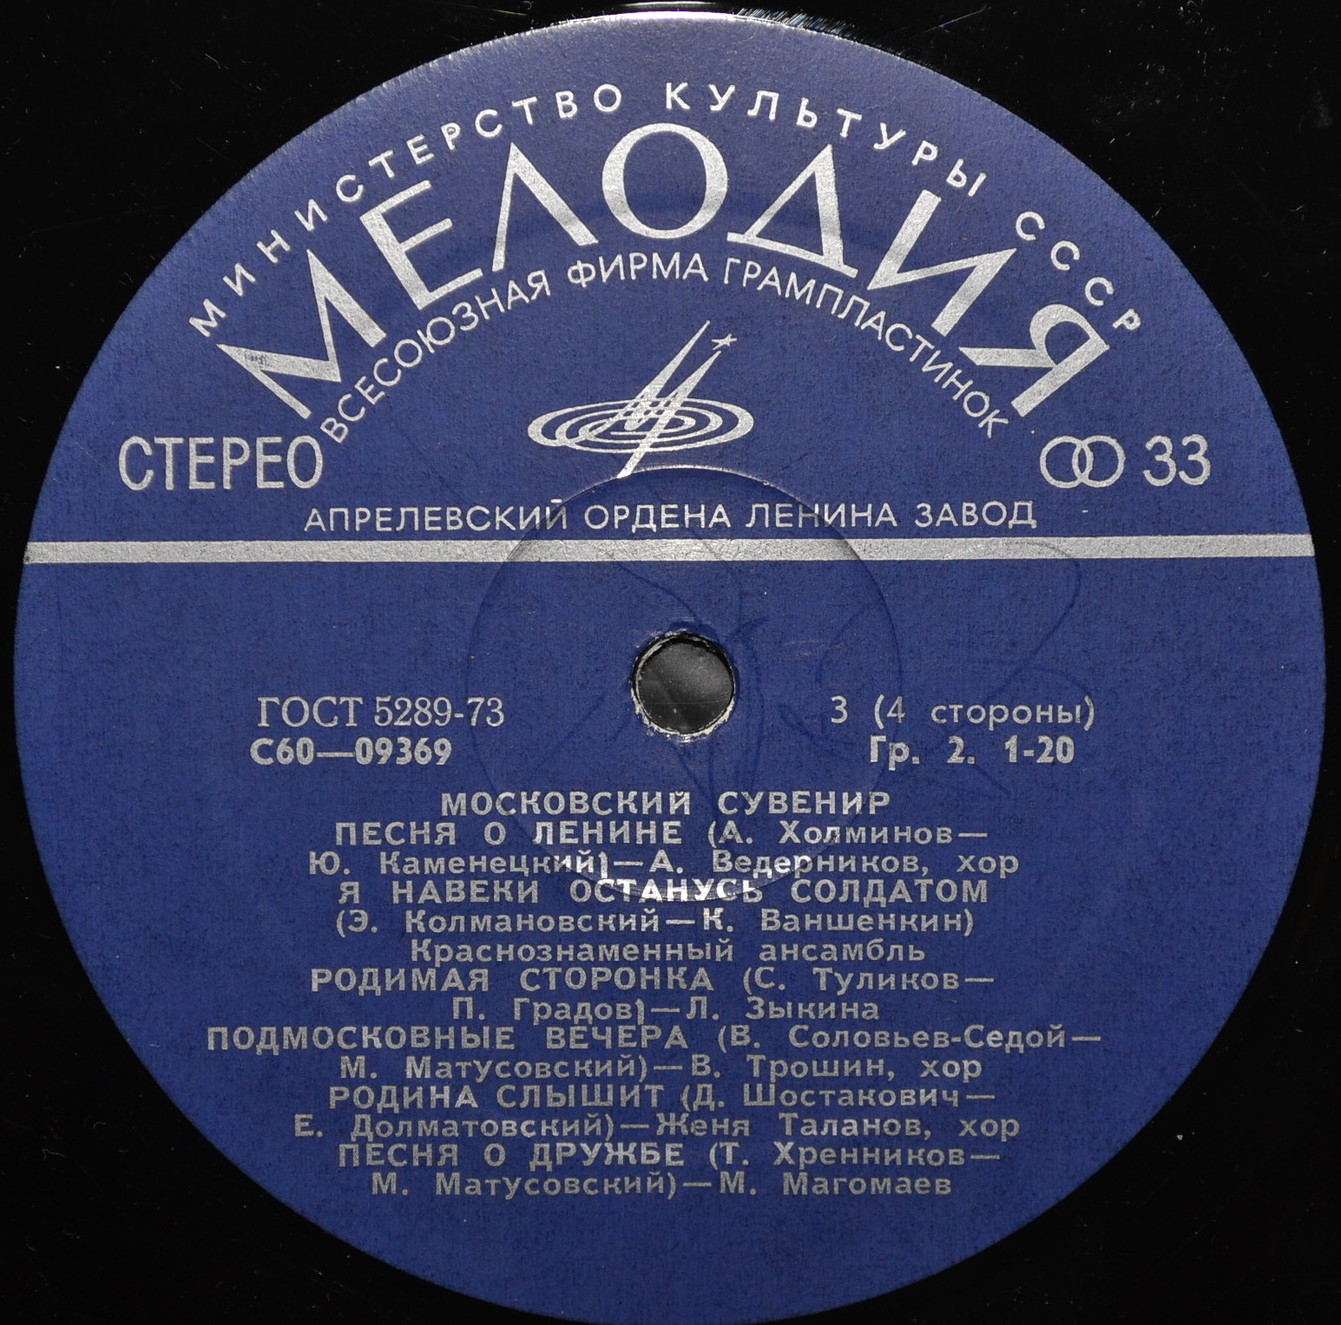 МИНИСТЕРСТВО КУЛЬТУРЫ СССР
МЕЛОДИЯ
ВСЕСОЮЗНАЯ ФИРМА ГРАМПЛАСТИНОК
СТЕРЕО
33
АПРЕЛЕВСКИЙ ОРДЕНА ЛЕНИНА ЗАВОД
ГОСТ 5289-73
3 (4 стороны)
С60—09369
Гр. 2. 1-20
МОСКОВСКИЙ СУВЕНИР
ПЕСНЯ О ЛЕНИНЕ (А. Холминов—
Ю. Каменецкий)—А. Ведерников, хор
Я НАВЕКИ ОСТАНУСЬ СОЛДАТОМ
(Э. Колмановский—К. Ваншенкин)
Краснознаменный ансамбль
РОДИМАЯ СТОРОНКА (С. Туликов—
П. Градов)—Л. Зыкина
ПОДМОСКОВНЫЕ ВЕЧЕРА (В. Соловьев-Седой—
М. Матусовский)—В. Трошин, хор
РОДИНА СЛЫШИТ (Д. Шостакович—
Е. Долматовский)—Женя Таланов, хор
ПЕСНЯ О ДРУЖБЕ (Т. Хренников—
М. Матусовский)—М. Магомаев